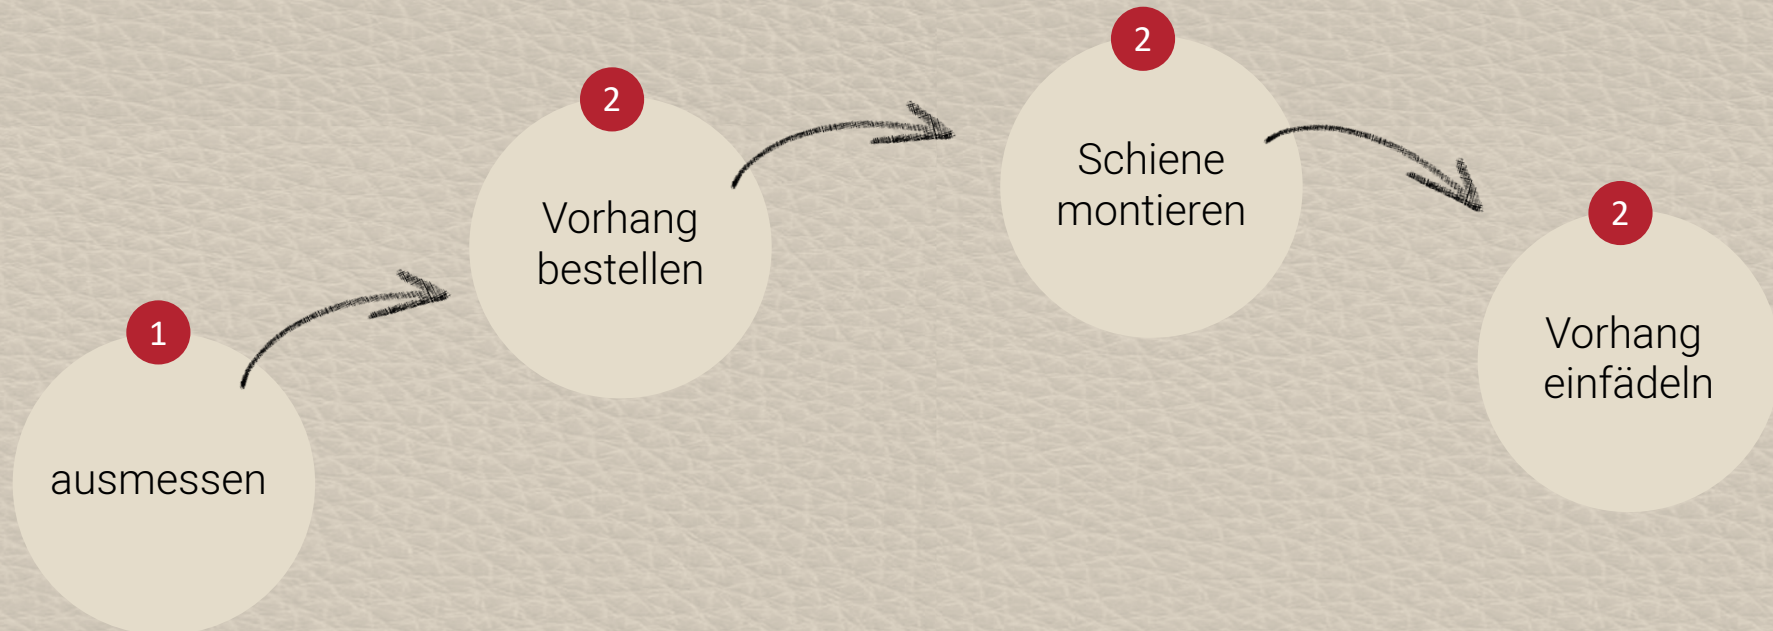 1
ausmessen
2
Vorhang
bestellen
2
Schiene
montieren
2
Vorhang
einfädeln